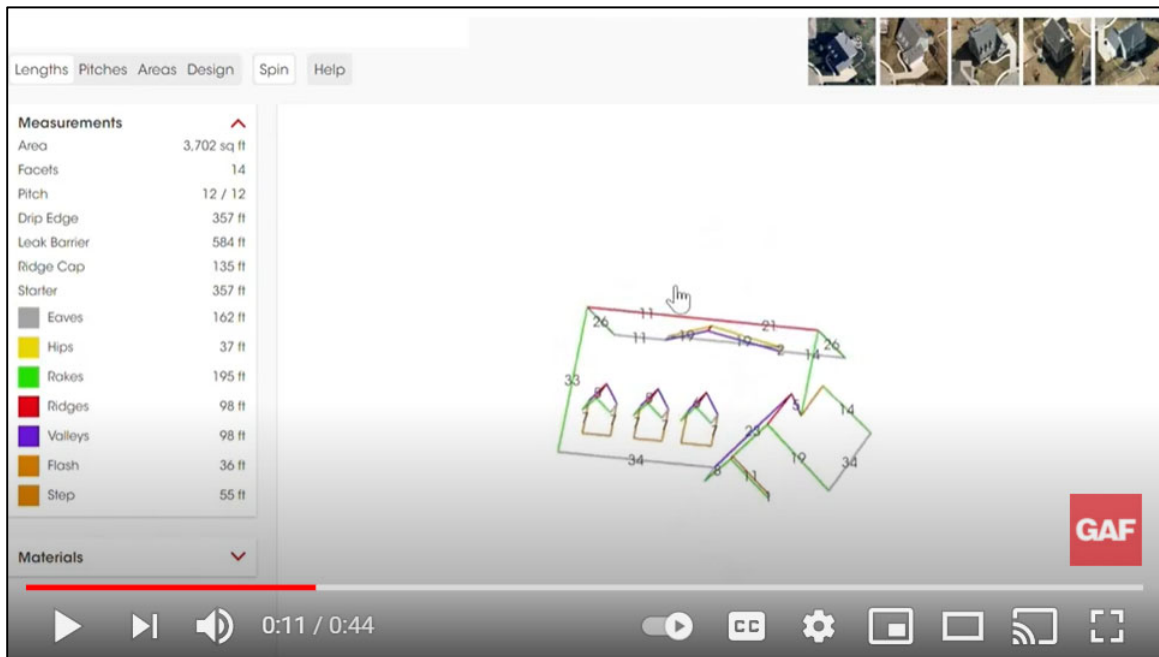 Lengths Pitches Areas Design Spin Help
Measurements
Area 3,702 sq ft
Facets 14
Pitch 12 / 12
Drip Edge 357 ft
Leak Barrier 584 ft
Ridge Cap 135 ft
Starter 357 ft
Eaves 162 ft
Hips 37 ft
Rakes 195 ft
Ridges 98 ft
Valleys 98 ft
Flash 36 ft
Step 55 ft
Materials
11
21
26
11
19
19
2
14
26
33
5
14
23
34
8
11
19
34
GAF
0:11 / 0:44
CC